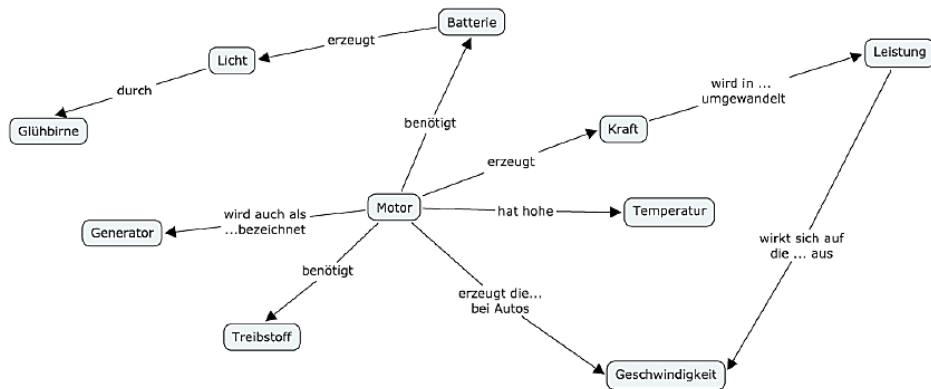 Batterie
erzeugt
Licht
Leistung
durch
wird in ...
umgewandelt
Glühbirne
benötigt
Kraft
erzeugt
Motor
hat hohe
Temperatur
wird auch als
...bezeichnet
Generator
wirkt sich auf
die ... aus
benötigt
erzeugt die...
bei Autos
Treibstoff
Geschwindigkeit